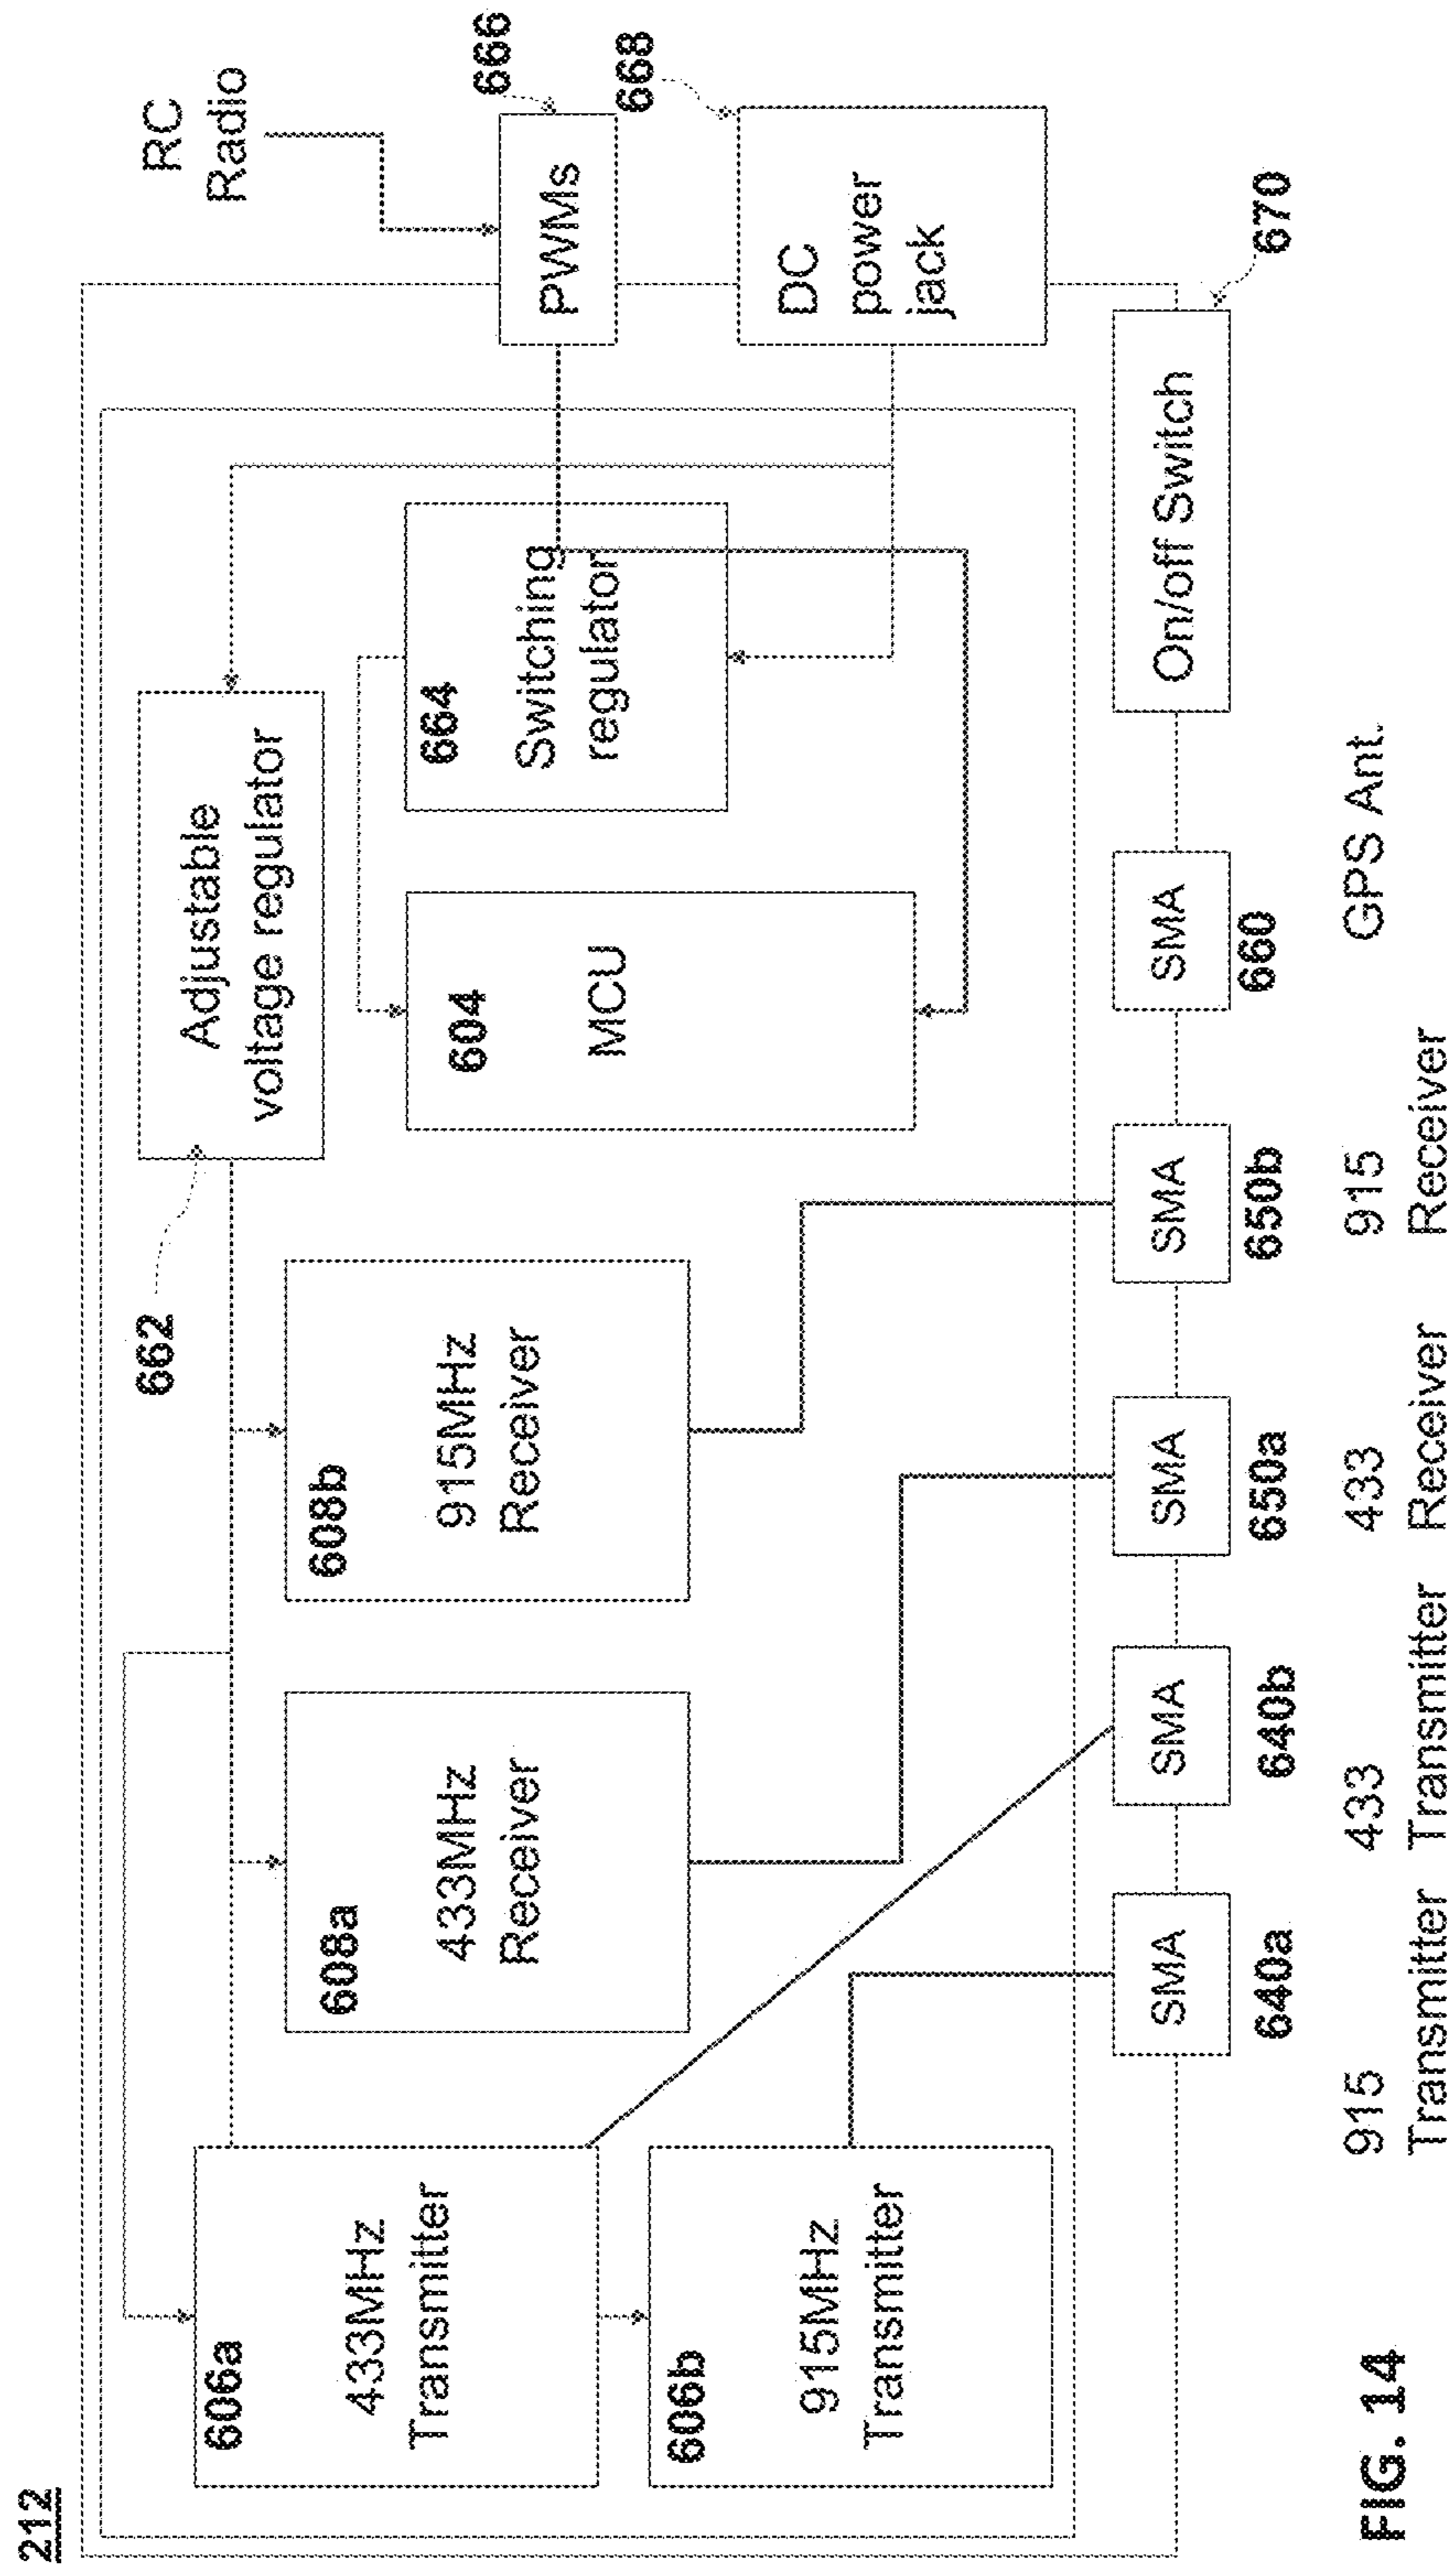 212
RC
Radio
666
PWMs
668
DC
power
jack
670
On/off Switch
Adjustable
voltage regulator
662
664
Switching
regulator
604
MCU
608b
915MHz
Receiver
608a
433MHz
Receiver
606a
433MHz
Transmitter
606b
915MHz
Transmitter
SMA
640a
SMA
640b
SMA
650a
SMA
650b
SMA
660
915
Transmitter
433
Transmitter
433
Receiver
915
Receiver
GPS Ant.
FIG. 14